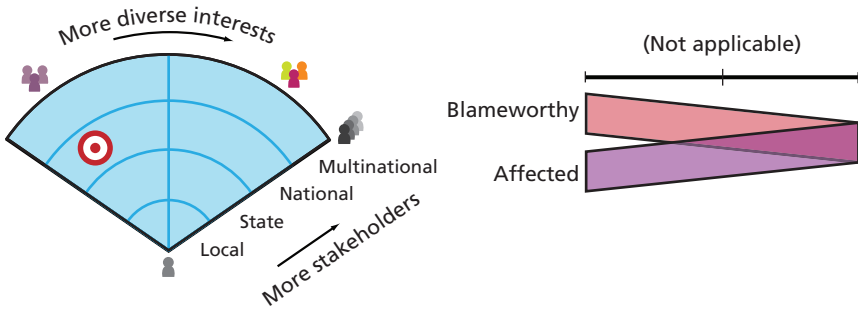 More diverse interests
Multinational
National
State
Local
More stakeholders
(Not applicable)
Blameworthy
Affected